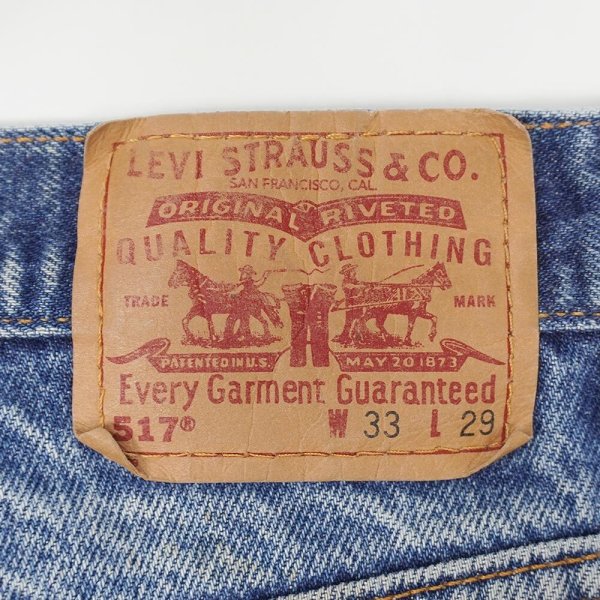 LEVI STRAUSS & CO.
SAN FRANCISCO, CAL.
ORIGINAL RIVETED
QUALITY CLOTHING
TRADE MARK
PATENTED IN U.S. MAY 20 1873
Every Garment Guaranteed
517® W 33 L 29